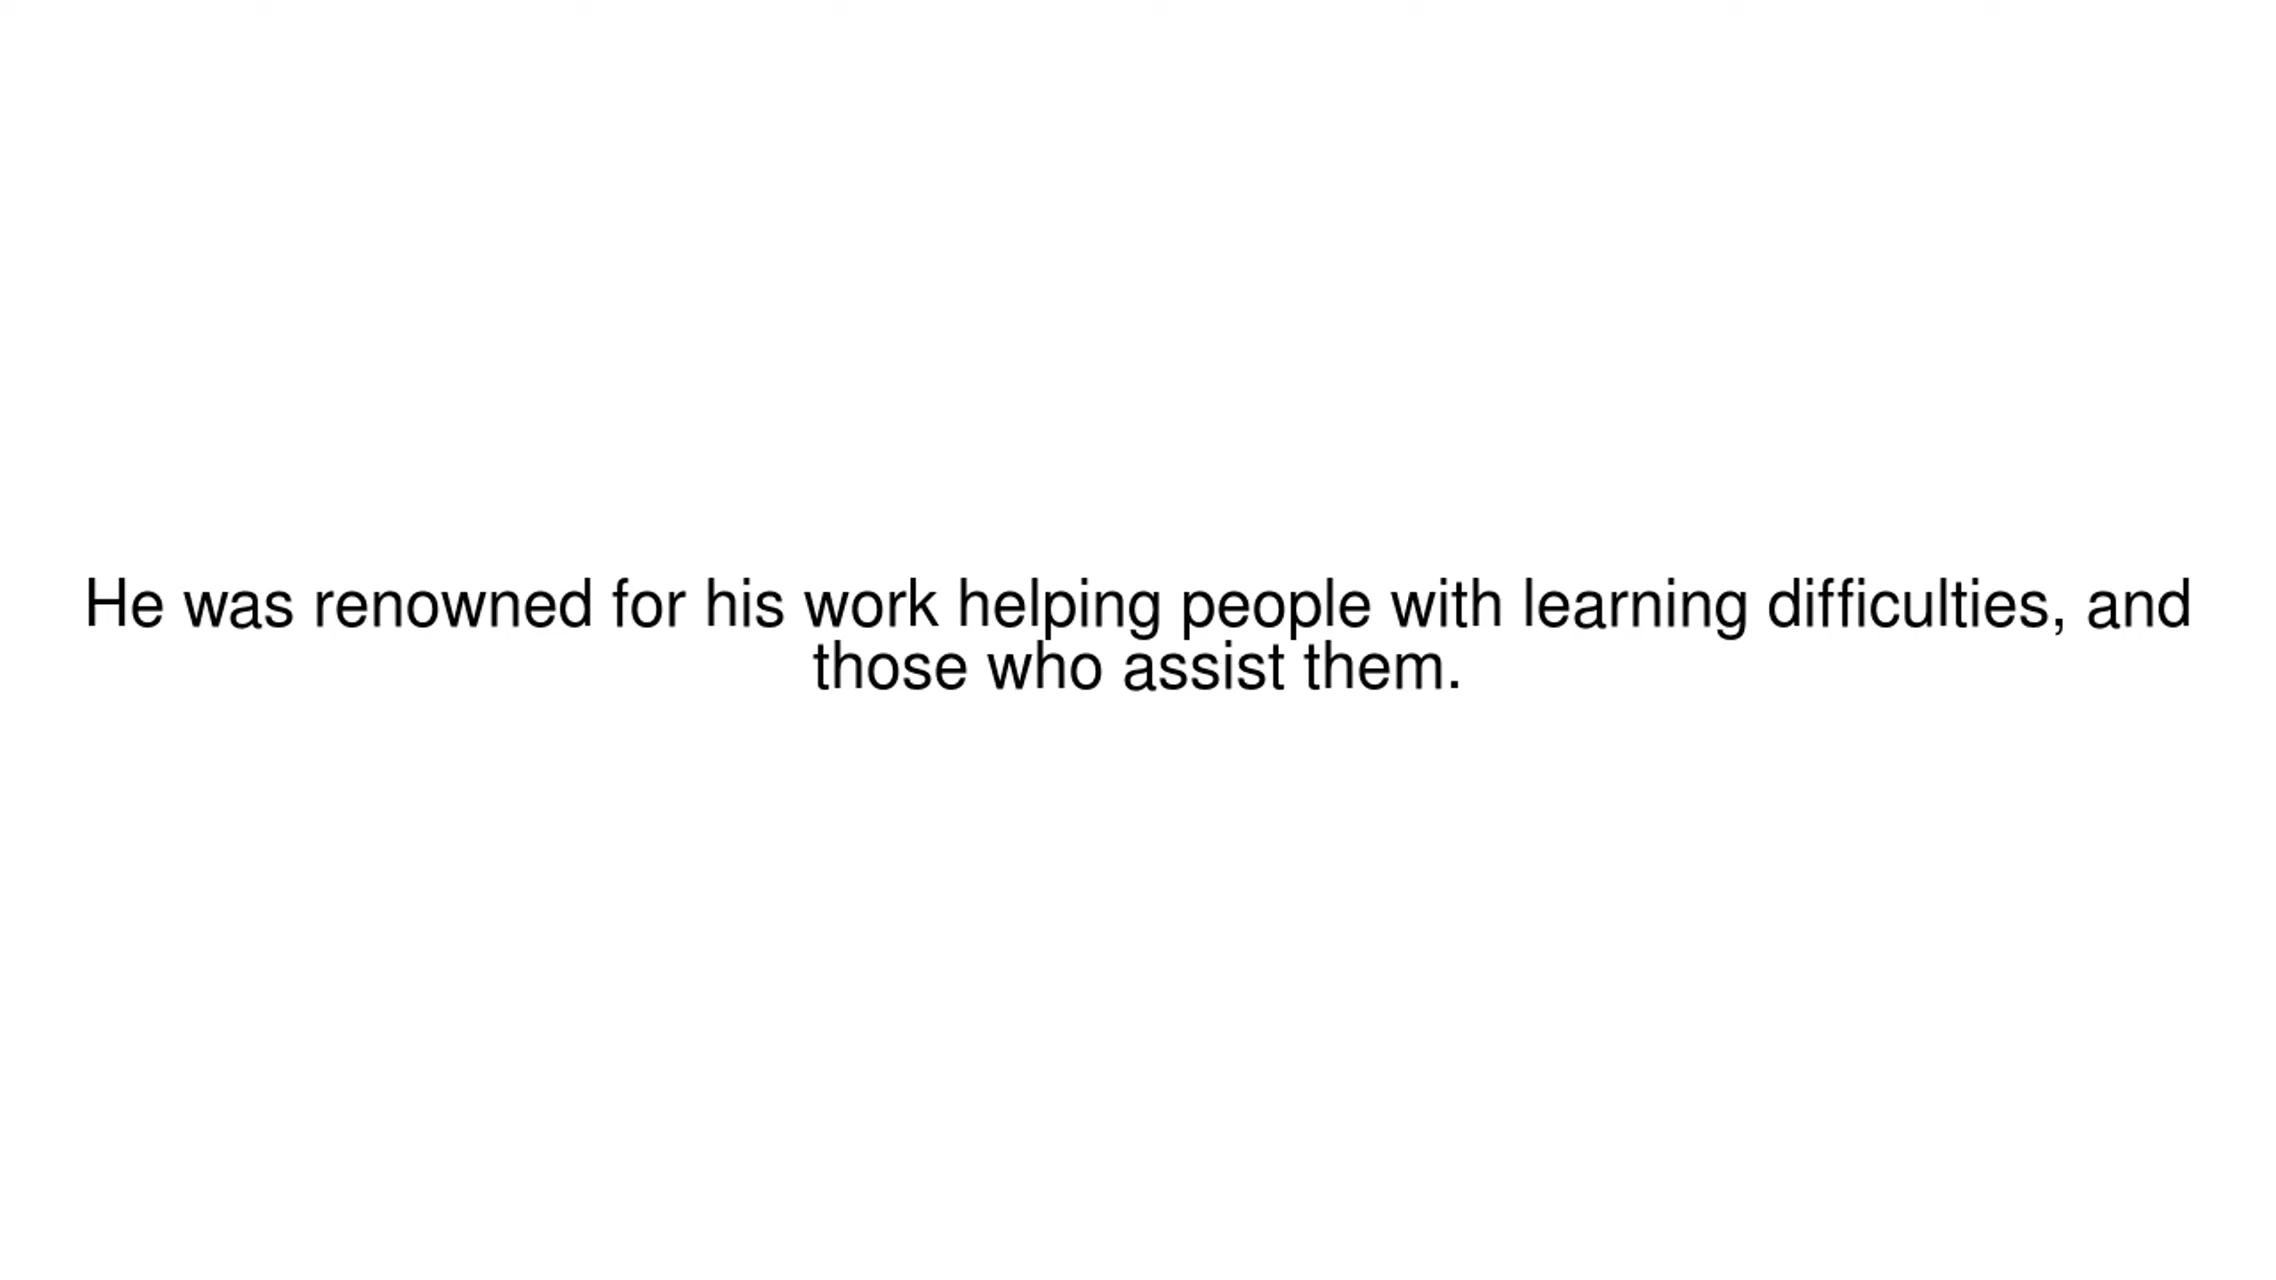 He was renowned for his work helping people with learning difficulties, and
those who assist them.